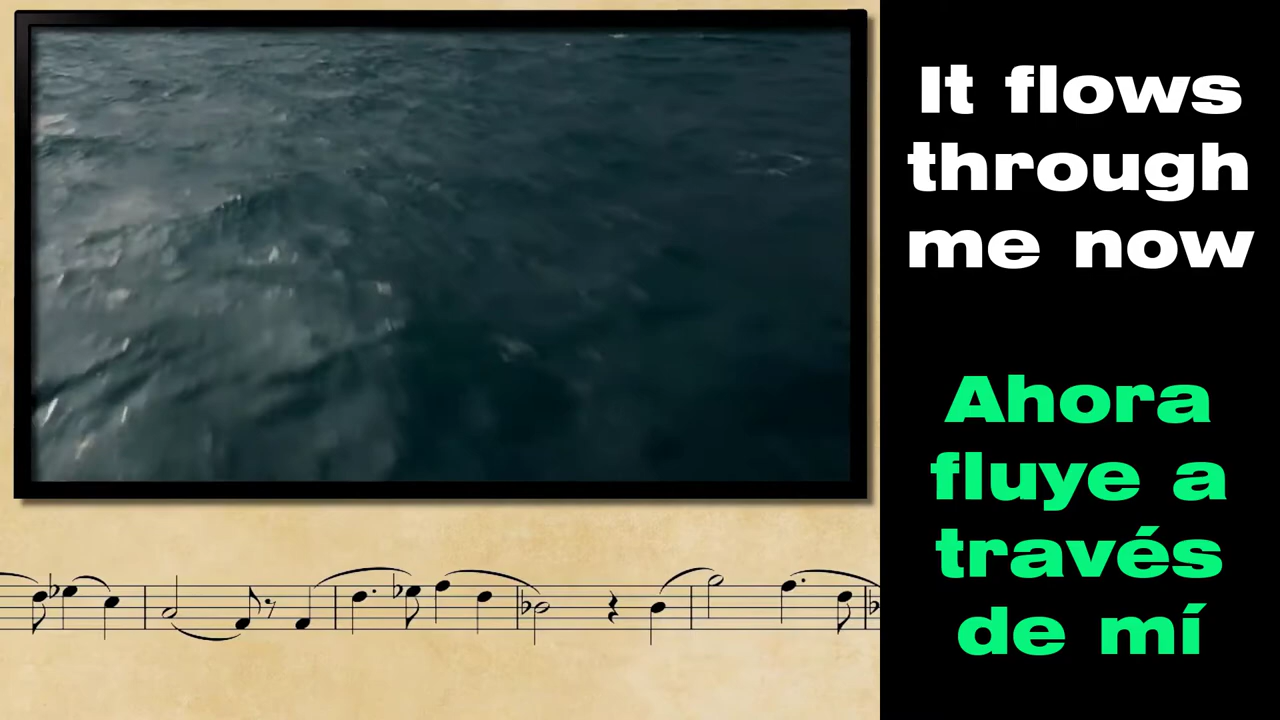 It flows
through
me now
Ahora
fluye a
través
de mí